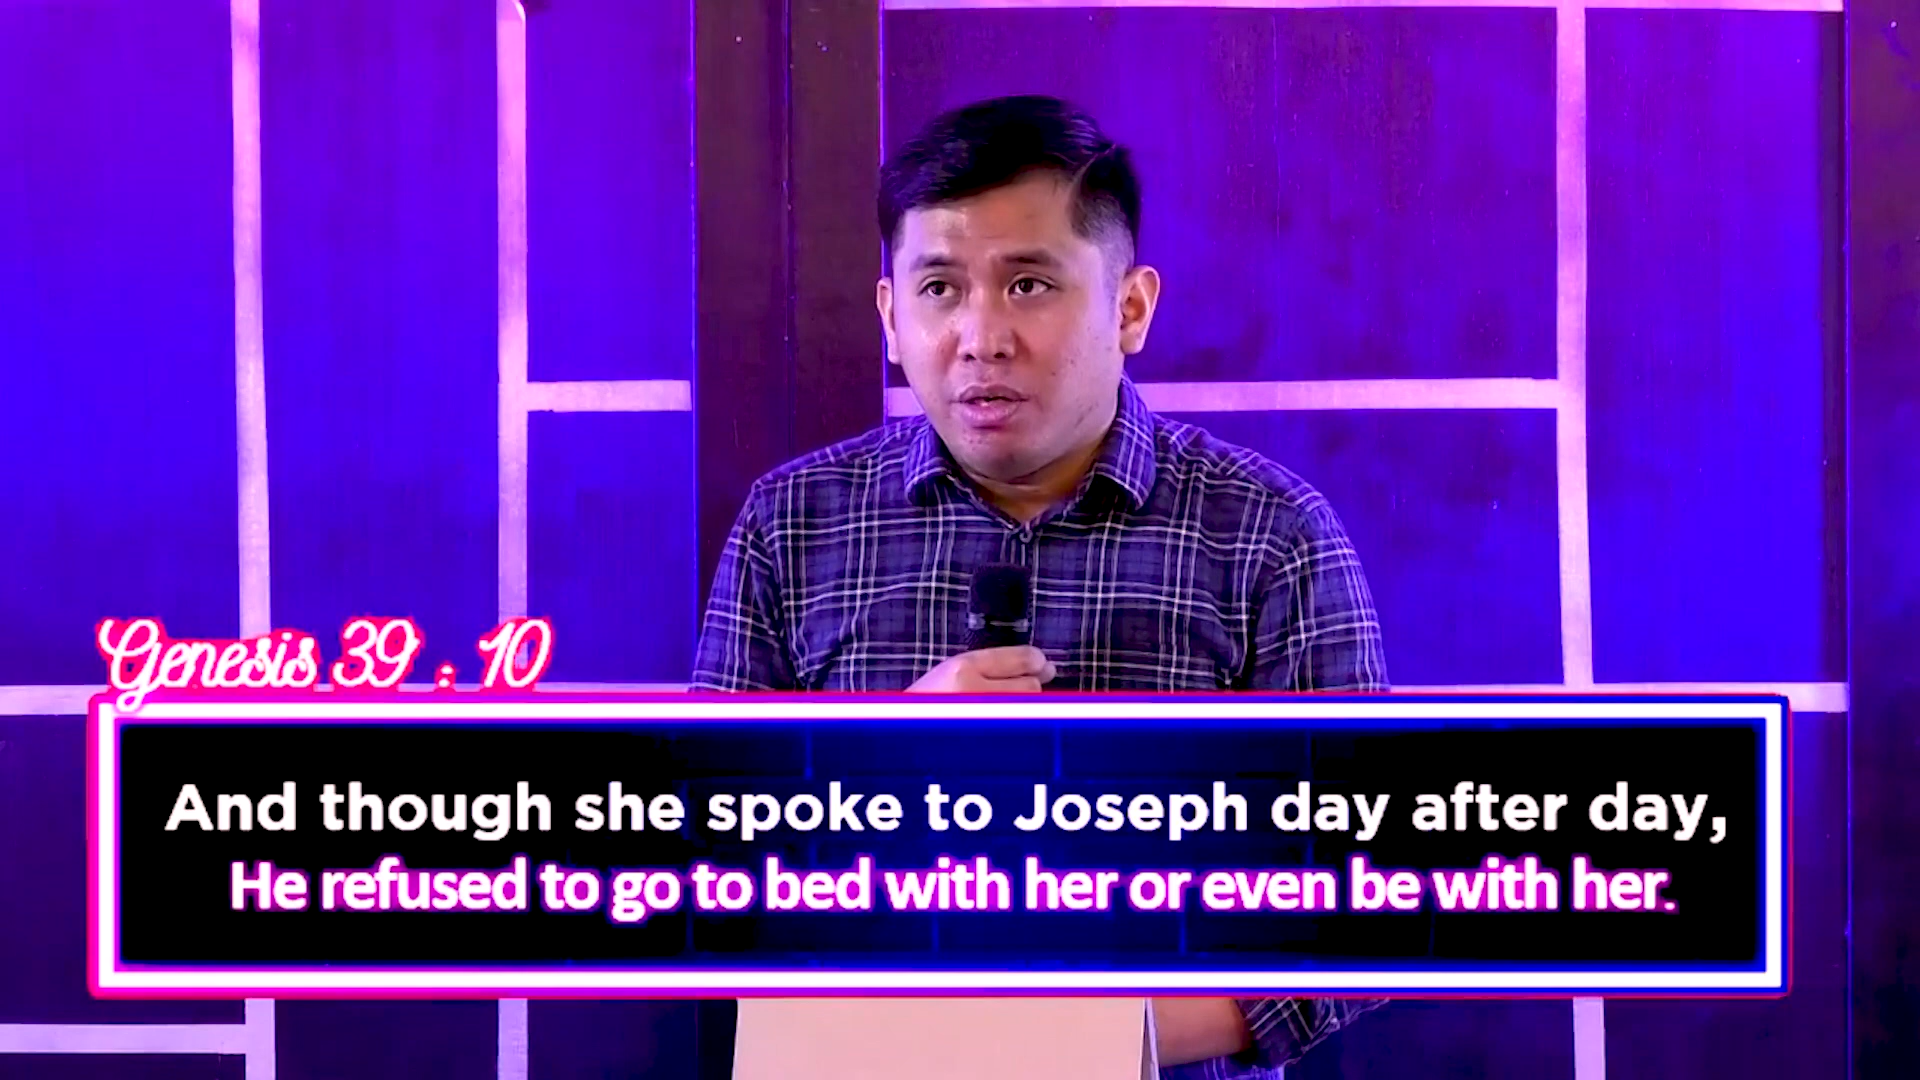 Genesis 39 : 10
And though she spoke to Joseph day after day,
He refused to go to bed with her or even be with her.